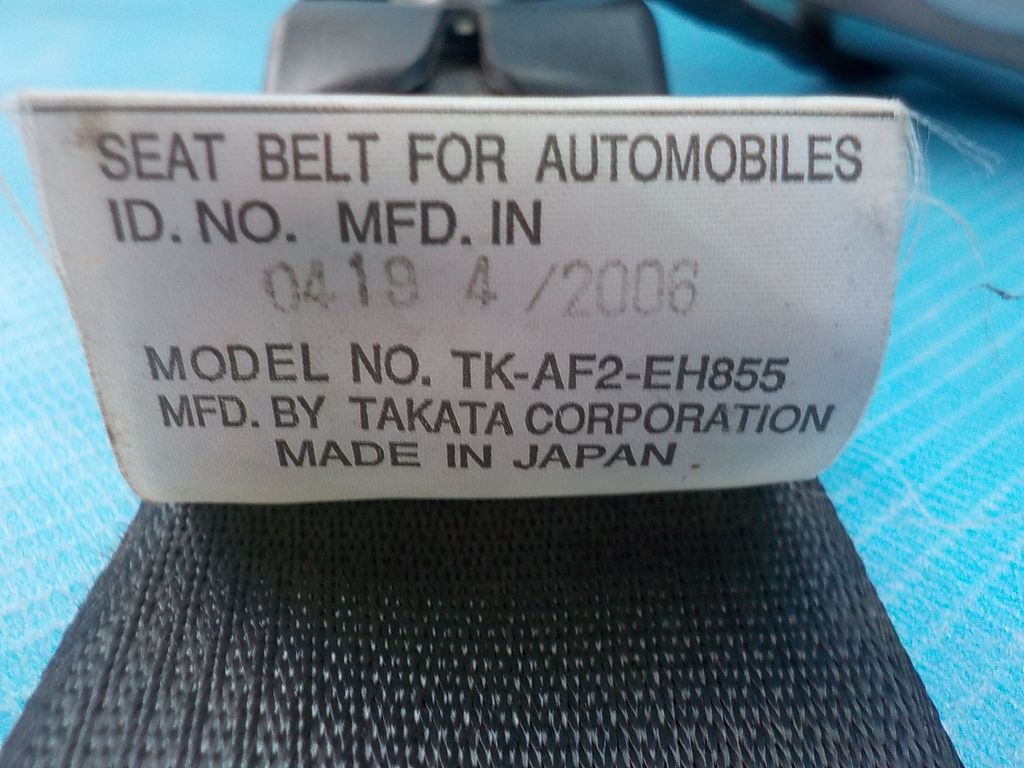 SEAT BELT FOR AUTOMOBILES
ID. NO. MFD. IN
0419 4 /2006
MODEL NO. TK-AF2-EH855
MFD. BY TAKATA CORPORATION
MADE IN JAPAN